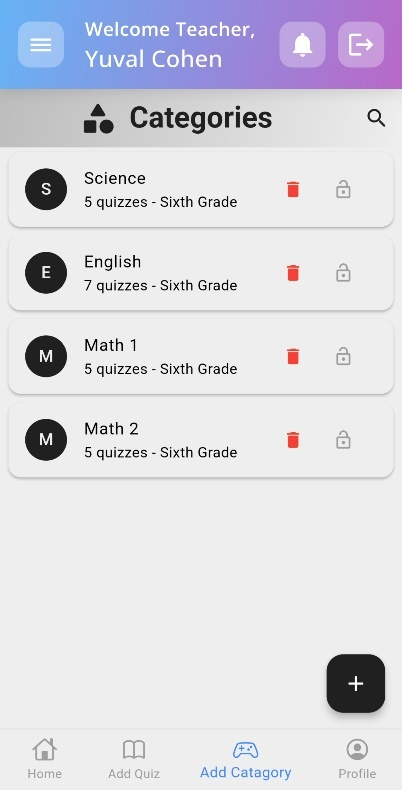 Welcome Teacher,
Yuval Cohen
Categories
S
Science
5 quizzes - Sixth Grade
E
English
7 quizzes - Sixth Grade
M
Math 1
5 quizzes - Sixth Grade
M
Math 2
5 quizzes - Sixth Grade
+
Home
Add Quiz
Add Catagory
Profile